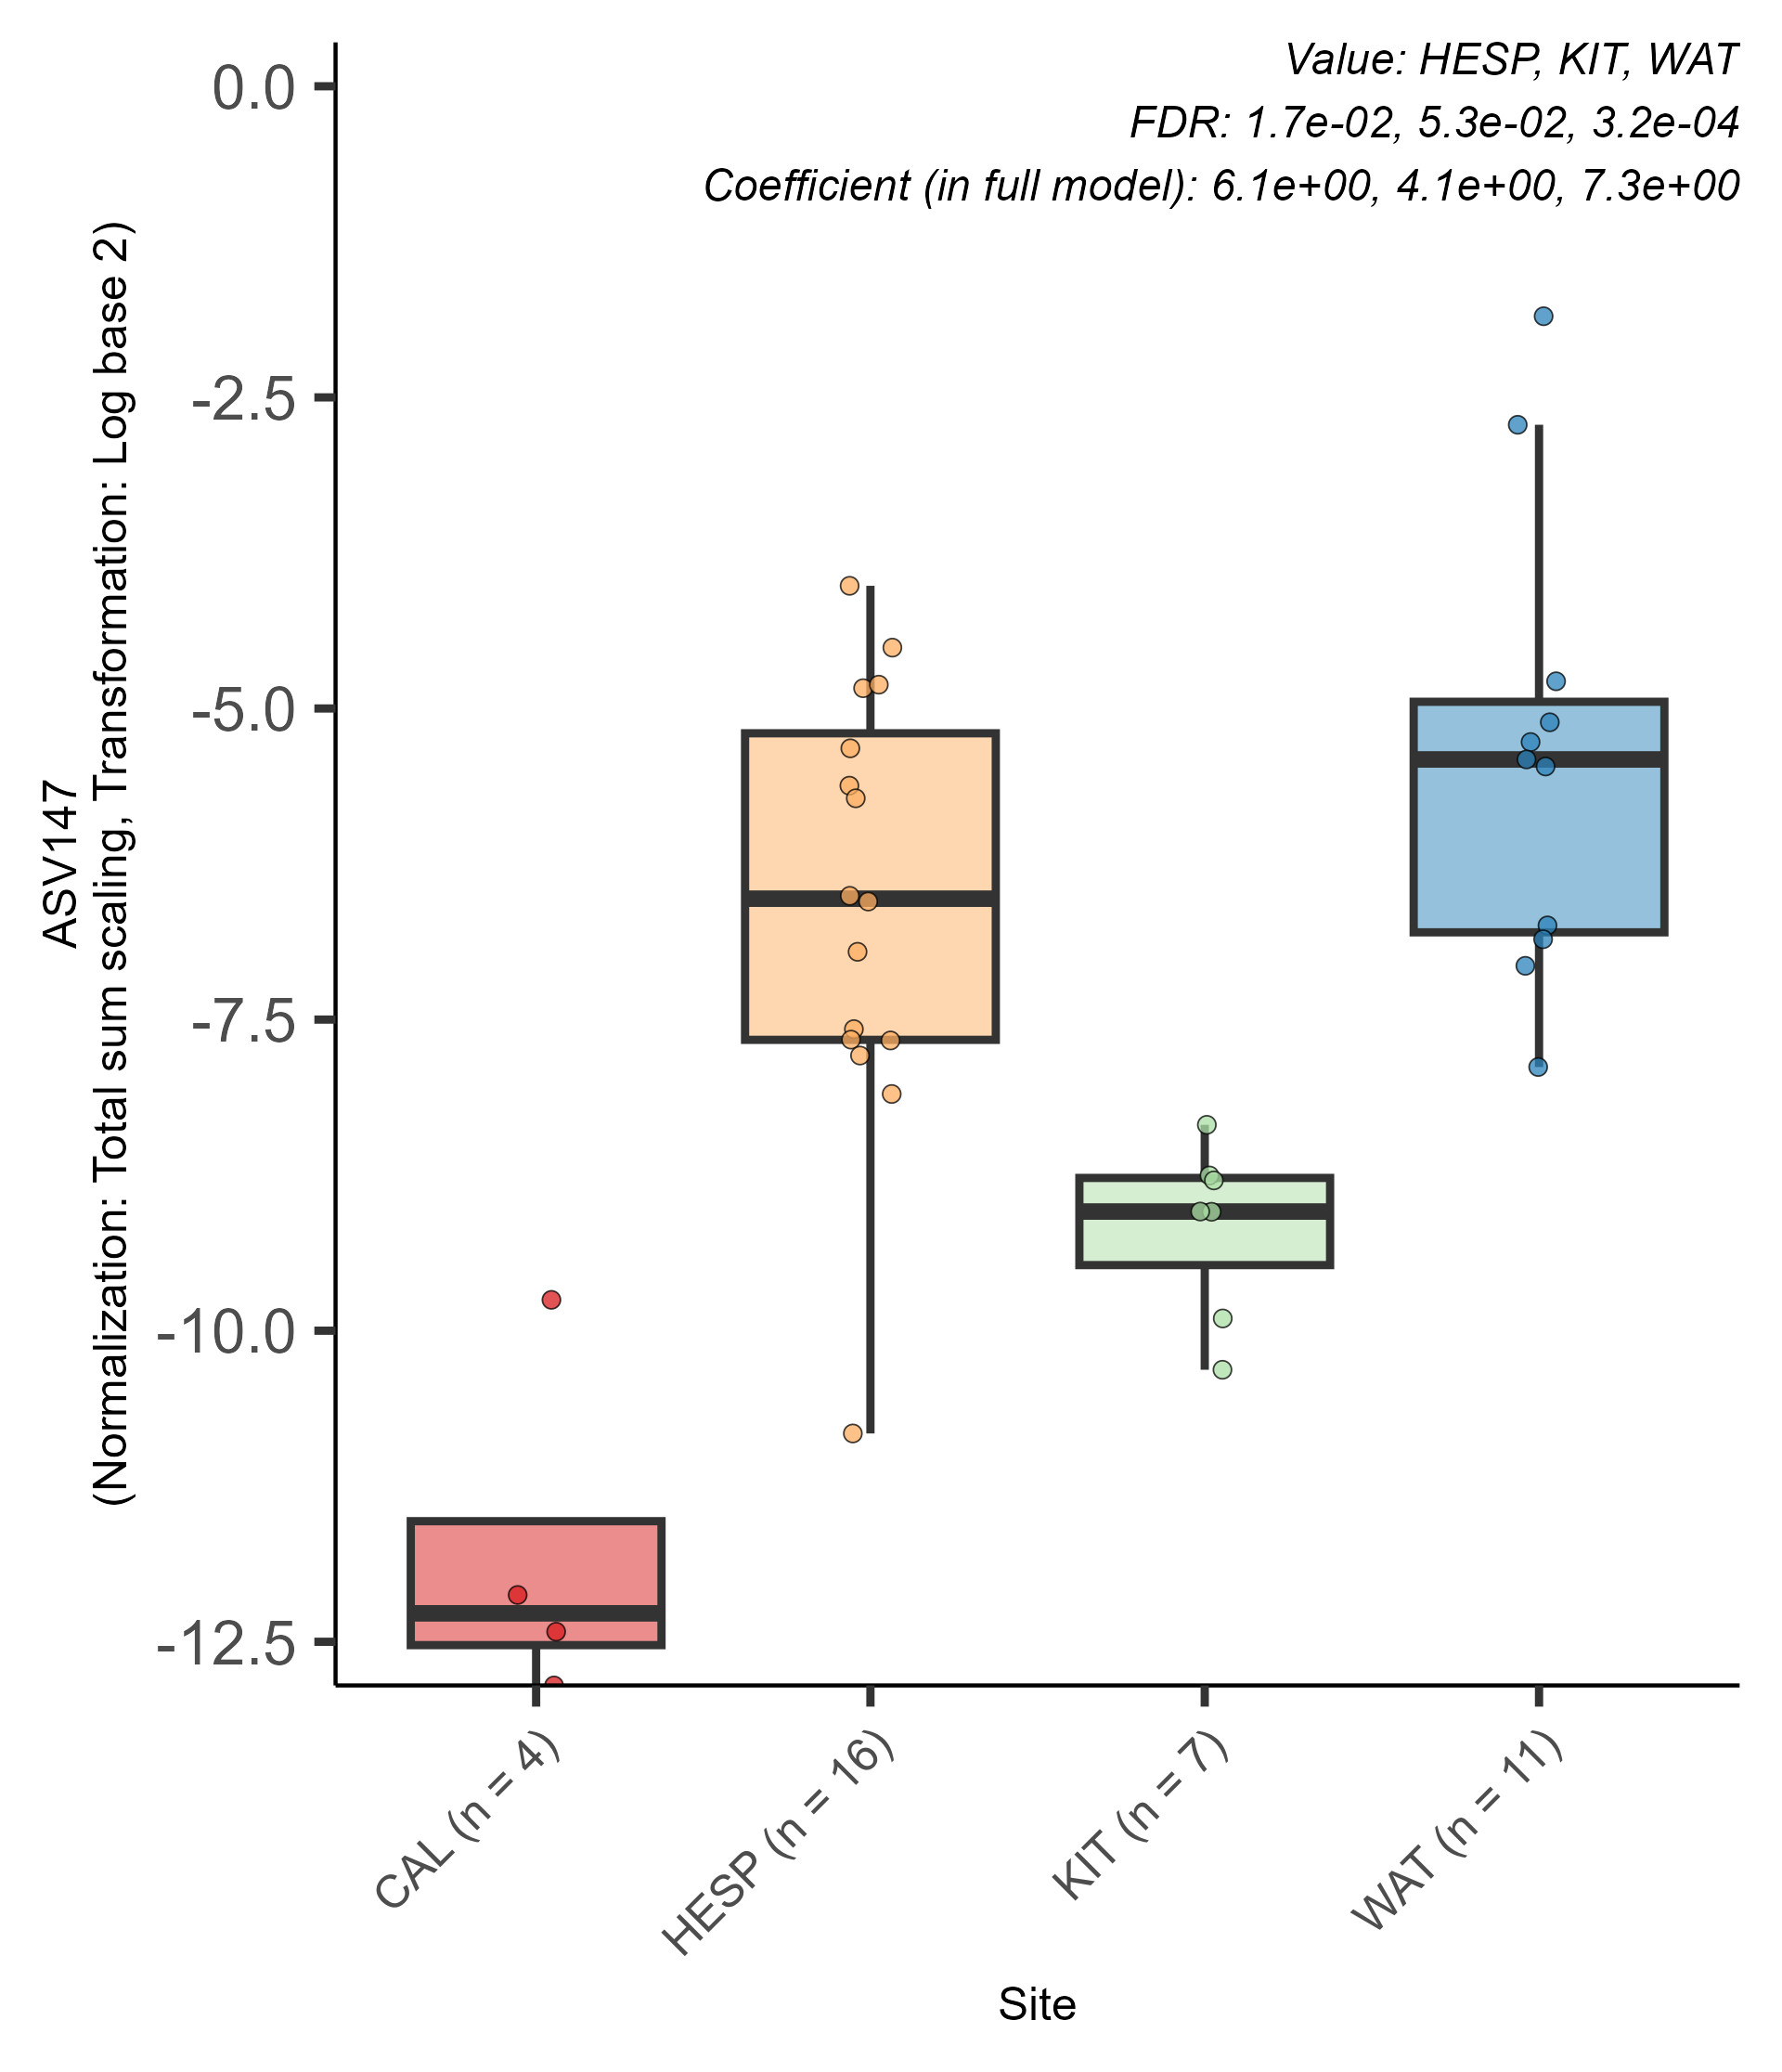 Value: HESP, KIT, WAT
FDR: 1.7e-02, 5.3e-02, 3.2e-04
Coefficient (in full model): 6.1e+00, 4.1e+00, 7.3e+00
ASV147
(Normalization: Total sum scaling, Transformation: Log base 2)
0.0
-2.5
-5.0
-7.5
-10.0
-12.5
CAL (n = 4)
HESP (n = 16)
KIT (n = 7)
WAT (n = 11)
Site